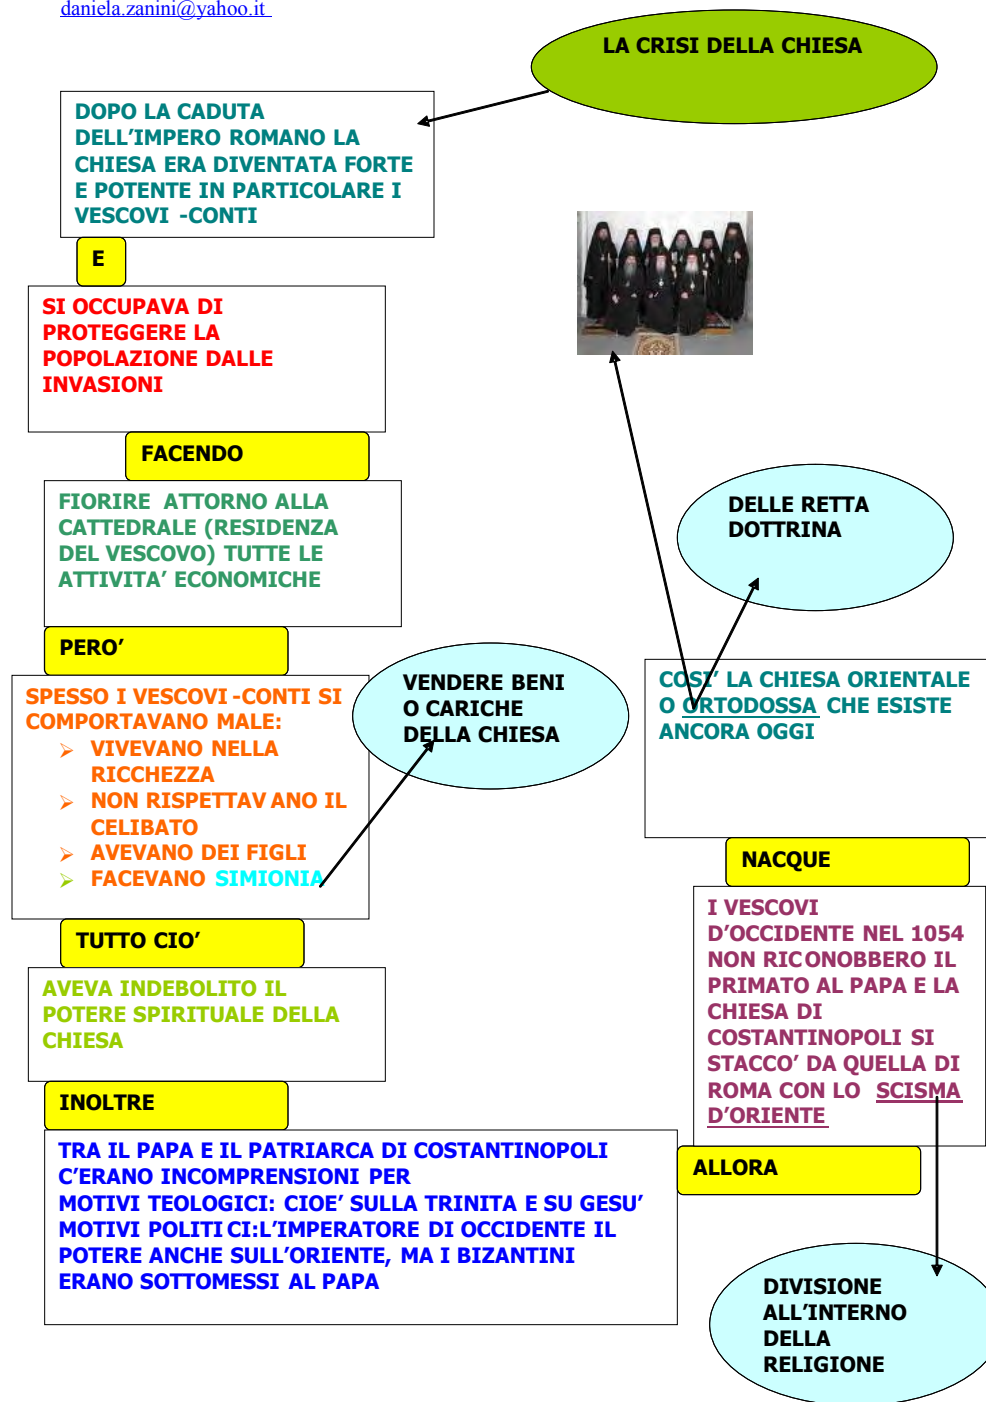 daniela.zanini@yahoo.it
LA CRISI DELLA CHIESA
DOPO LA CADUTA
DELL’IMPERO ROMANO LA
CHIESA ERA DIVENTATA FORTE
E POTENTE IN PARTICOLARE I
VESCOVI -CONTI
E
SI OCCUPAVA DI
PROTEGGERE LA
POPOLAZIONE DALLE
INVASIONI
FACENDO
FIORIRE ATTORNO ALLA
CATTEDRALE (RESIDENZA
DEL VESCOVO) TUTTE LE
ATTIVITA’ ECONOMICHE
PERO’
SPESSO I VESCOVI -CONTI SI
COMPORTAVANO MALE:
➢ VIVEVANO NELLA
RICCHEZZA
➢ NON RISPETTAV ANO IL
CELIBATO
➢ AVEVANO DEI FIGLI
➢ FACEVANO SIMIONIA
VENDERE BENI
O CARICHE
DELLA CHIESA
TUTTO CIO’
AVEVA INDEBOLITO IL
POTERE SPIRITUALE DELLA
CHIESA
INOLTRE
TRA IL PAPA E IL PATRIARCA DI COSTANTINOPOLI
C’ERANO INCOMPRENSIONI PER
MOTIVI TEOLOGICI: CIOE’ SULLA TRINITA E SU GESU’
MOTIVI POLITI CI:L’IMPERATORE DI OCCIDENTE IL
POTERE ANCHE SULL’ORIENTE, MA I BIZANTINI
ERANO SOTTOMESSI AL PAPA
ALLORA
I VESCOVI
D’OCCIDENTE NEL 1054
NON RICONOBBERO IL
PRIMATO AL PAPA E LA
CHIESA DI
COSTANTINOPOLI SI
STACCO’ DA QUELLA DI
ROMA CON LO SCISMA
D’ORIENTE
DIVISIONE
ALL’INTERNO
DELLA
RELIGIONE
NACQUE
COSI’ LA CHIESA ORIENTALE
O ORTODOSSA CHE ESISTE
ANCORA OGGI
DELLE RETTA
DOTTRINA